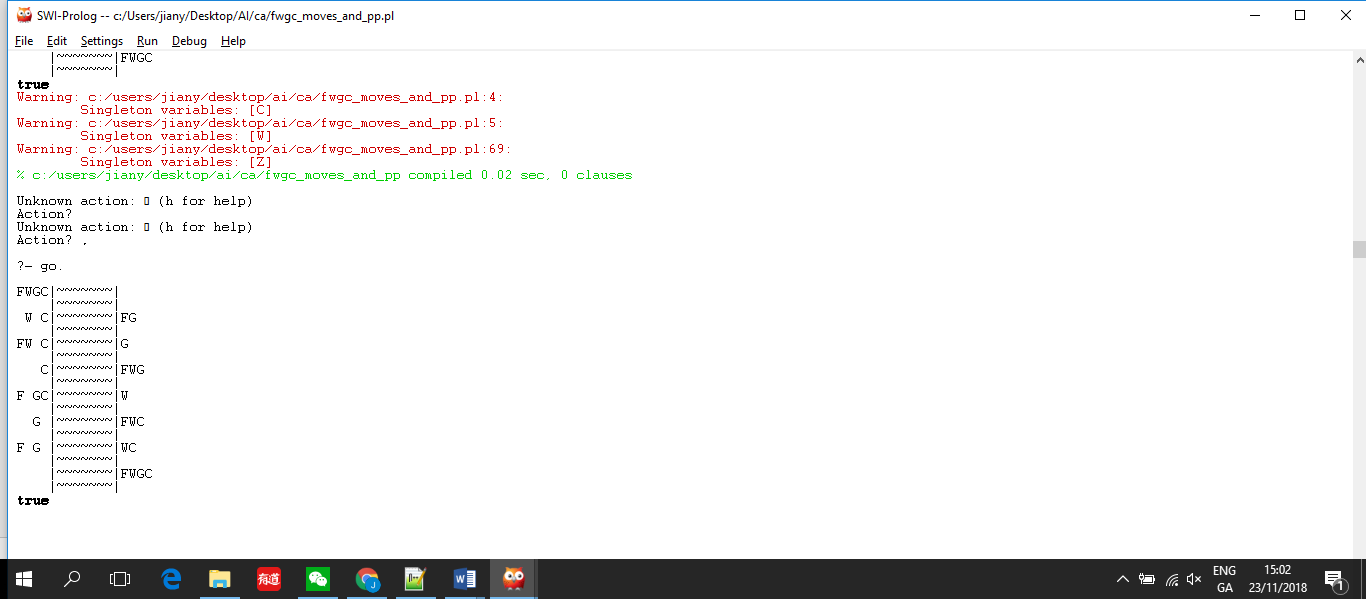 SWI-Prolog -- c:/Users/jiany/Desktop/AI/ca/fwgc_moves_and_pp.pl
File Edit Settings Run Debug Help
|~~~~~~~|FWGC
|~~~~~~~|
true
Warning: c:/users/jiany/desktop/ai/ca/fwgc_moves_and_pp.pl:4:
Singleton variables: [C]
Warning: c:/users/jiany/desktop/ai/ca/fwgc_moves_and_pp.pl:5:
Singleton variables: [W]
Warning: c:/users/jiany/desktop/ai/ca/fwgc_moves_and_pp.pl:69:
Singleton variables: [Z]
% c:/users/jiany/desktop/ai/ca/fwgc_moves_and_pp compiled 0.02 sec, 0 clauses
Unknown action: ▯ (h for help)
Action?
Unknown action: ▯ (h for help)
Action? .
?- go.
FWGC|~~~~~~~|
|~~~~~~~|
W C|~~~~~~~|FG
|~~~~~~~|
FW C|~~~~~~~|G
|~~~~~~~|
C|~~~~~~~|FWG
|~~~~~~~|
F GC|~~~~~~~|W
|~~~~~~~|
G |~~~~~~~|FWC
|~~~~~~~|
F G |~~~~~~~|WC
|~~~~~~~|
|~~~~~~~|FWGC
|~~~~~~~|
true
有道
W
ENG
GA
15:02
23/11/2018
1